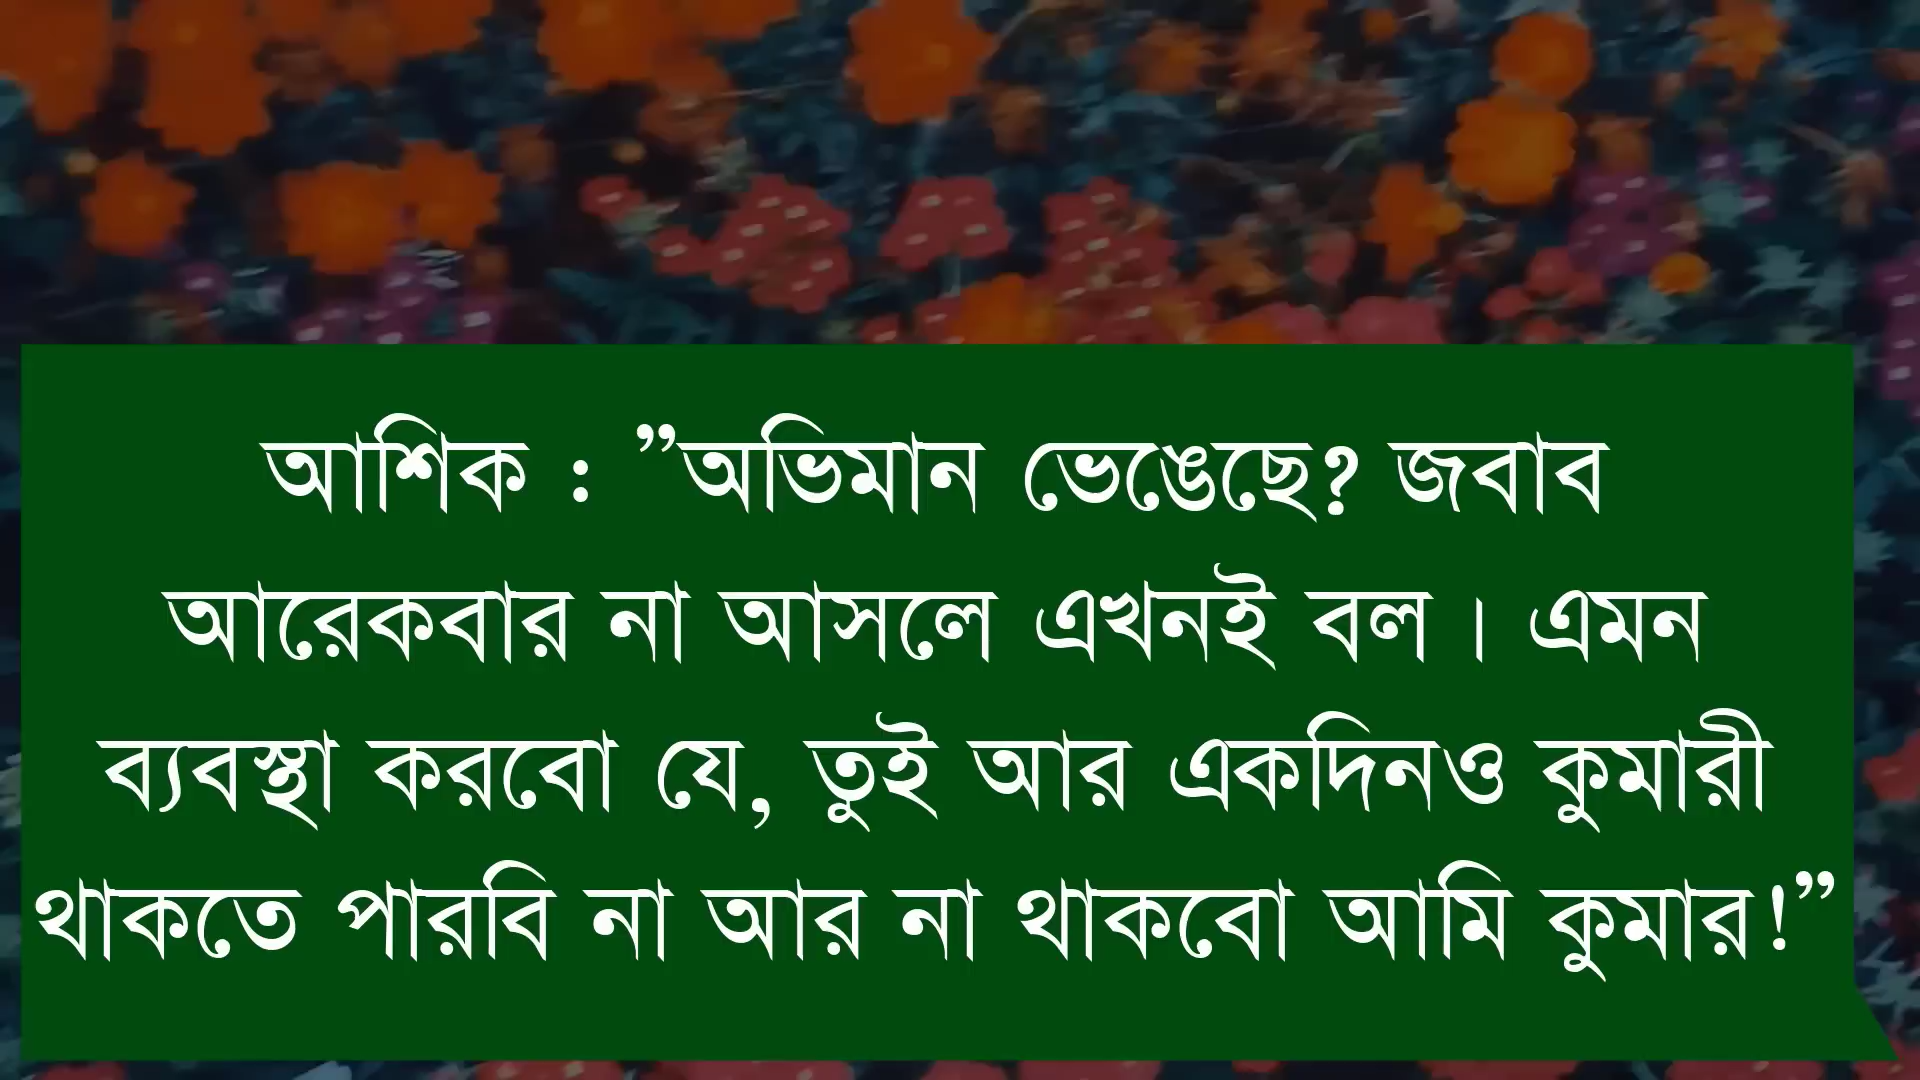 আশিক : ”অভিমান ভেঙেছে? জবাব
আরেকবার না আসলে এখনই বল । এমন
ব্যবস্থা করবো যে, তুই আর একদিনও কুমারী
থাকতে পারবি না আর না থাকবো আমি কুমার!”